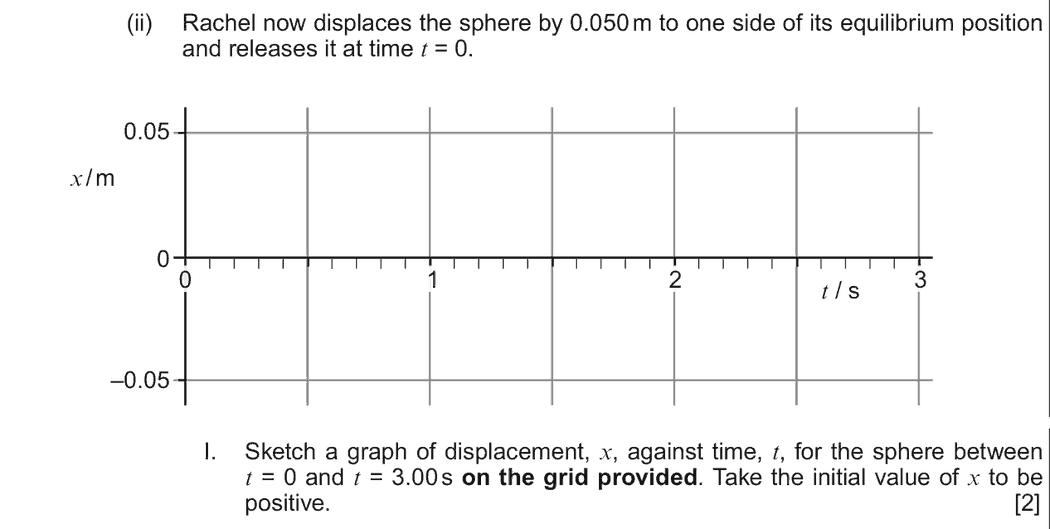 (ii) Rachel now displaces the sphere by 0.050 m to one side of its equilibrium position
and releases it at time t = 0.
0.05
x/m
0
0
1
2
3
t / s
–0.05
I. Sketch a graph of displacement, x, against time, t, for the sphere between
t = 0 and t = 3.00 s on the grid provided. Take the initial value of x to be
positive. [2]